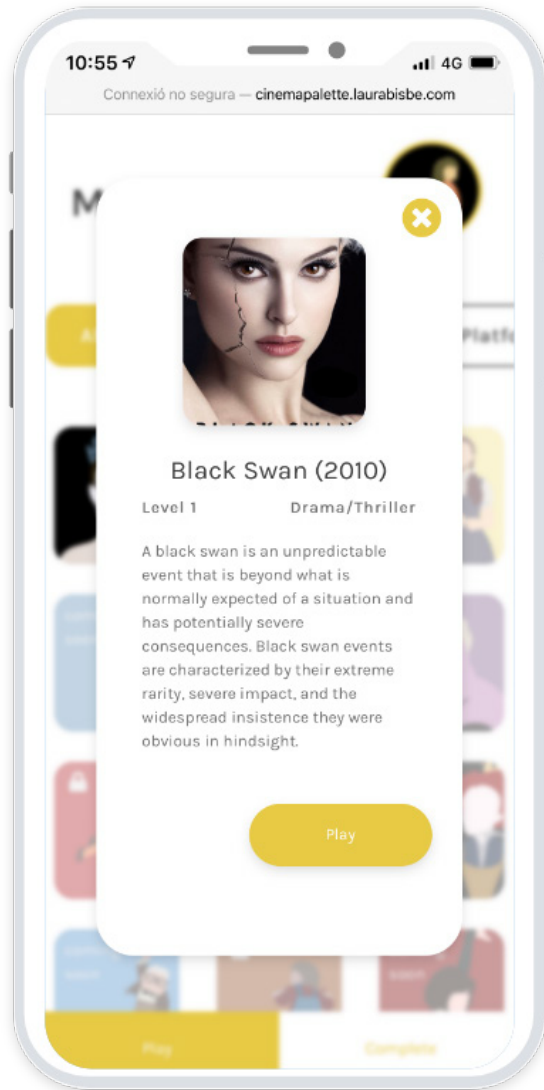 10:55
4G
Connexió no segura — cinemapalette.laurabisbe.com
M
Platfo
Black Swan (2010)
Level 1 Drama/Thriller
A black swan is an unpredictable
event that is beyond what is
normally expected of a situation and
has potentially severe
consequences. Black swan events
are characterized by their extreme
rarity, severe impact, and the
widespread insistence they were
obvious in hindsight.
Play
Play Complete